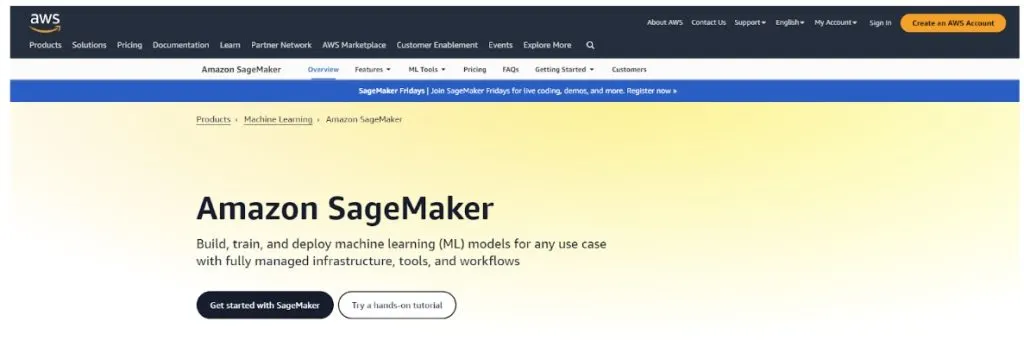 aws
About AWS Contact Us Support English My Account Sign In Create an AWS Account
Products Solutions Pricing Documentation Learn Partner Network AWS Marketplace Customer Enablement Events Explore More
Amazon SageMaker Overview Features ML Tools Pricing FAQs Getting Started Customers
SageMaker Fridays | Join SageMaker Fridays for live coding, demos, and more. Register now »
Products › Machine Learning › Amazon SageMaker
Amazon SageMaker
Build, train, and deploy machine learning (ML) models for any use case
with fully managed infrastructure, tools, and workflows
Get started with SageMaker Try a hands-on tutorial